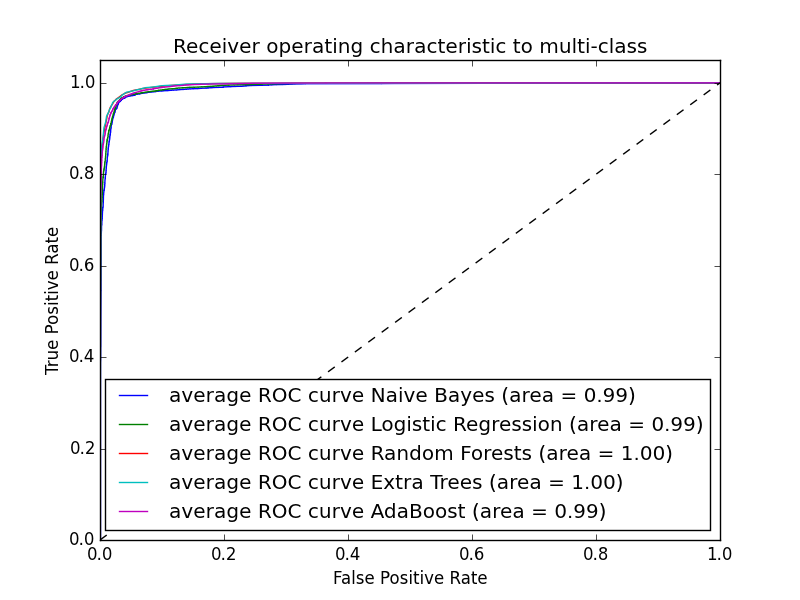 Receiver operating characteristic to multi-class
1.0
0.8
0.6
0.4
0.2
0.0
True Positive Rate
average ROC curve Naive Bayes (area = 0.99)
average ROC curve Logistic Regression (area = 0.99)
average ROC curve Random Forests (area = 1.00)
average ROC curve Extra Trees (area = 1.00)
average ROC curve AdaBoost (area = 0.99)
0.0 0.2 0.4 0.6 0.8 1.0
False Positive Rate